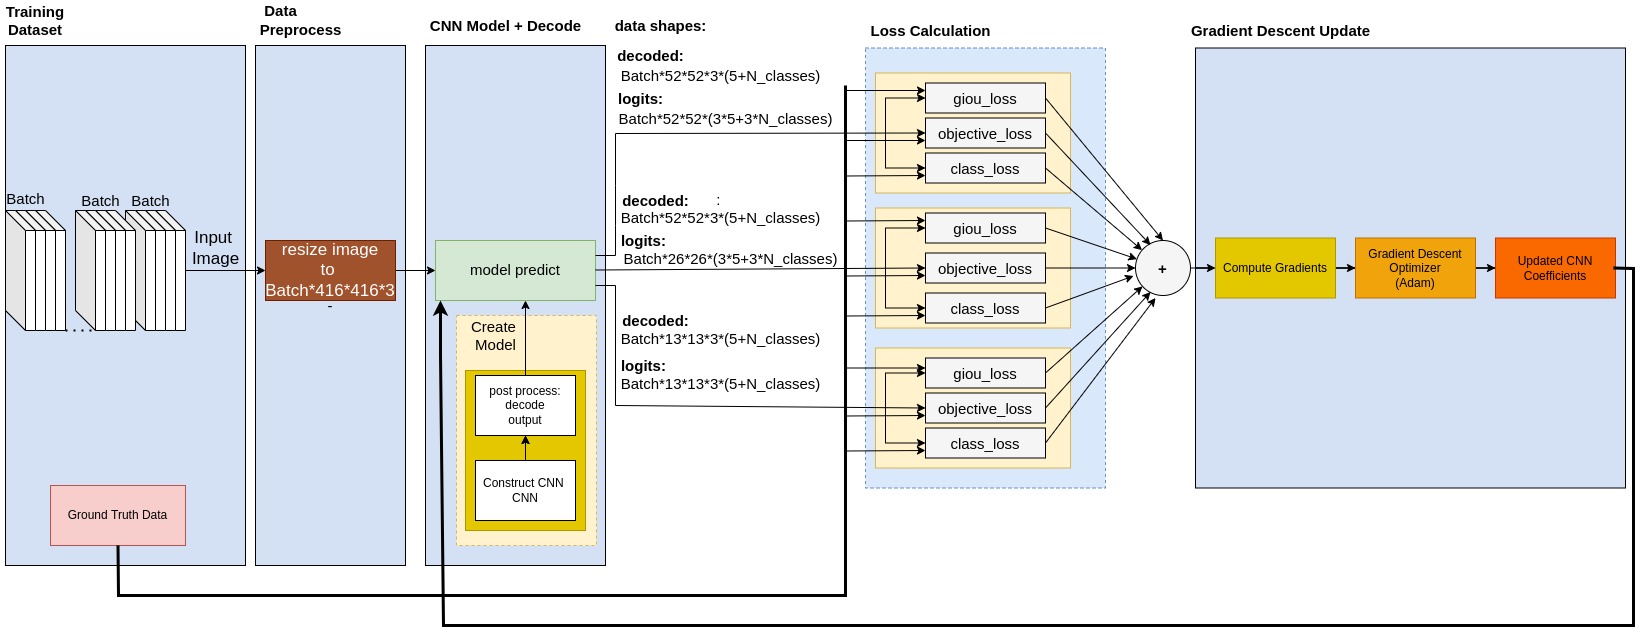 Training
Dataset
Batch
Batch
Batch
Input
Image
. . . .
Ground Truth Data
Data
Preprocess
resize image
to
Batch*416*416*3
-
CNN Model + Decode
model predict
Create
Model
post process:
decode
output
Construct CNN
CNN
data shapes:
decoded:
Batch*52*52*3*(5+N_classes)
logits:
Batch*52*52*(3*5+3*N_classes)
decoded: :
Batch*52*52*3*(5+N_classes)
logits:
Batch*26*26*(3*5+3*N_classes)
decoded:
Batch*13*13*3*(5+N_classes)
logits:
Batch*13*13*3*(5+N_classes)
Loss Calculation
giou_loss
objective_loss
class_loss
giou_loss
objective_loss
class_loss
giou_loss
objective_loss
class_loss
+
Gradient Descent Update
Compute Gradients
Gradient Descent
Optimizer
(Adam)
Updated CNN
Coefficients